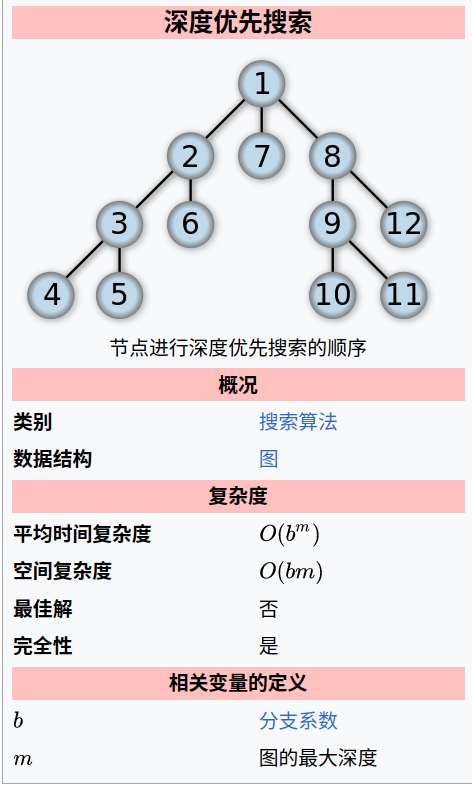 深度优先搜索
1
2 7 8
3 6 9 12
4 5 10 11
节点进行深度优先搜索的顺序
概况
类别 搜索算法
数据结构 图
复杂度
平均时间复杂度 O(b^m)
空间复杂度 O(bm)
最佳解 否
完全性 是
相关变量的定义
b 分支系数
m 图的最大深度